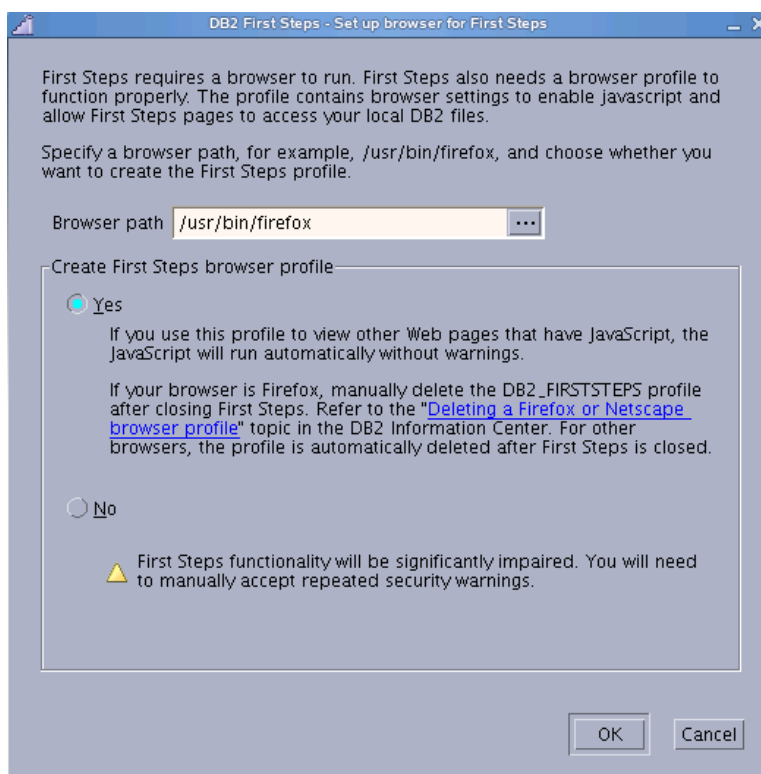 DB2 First Steps - Set up browser for First Steps
First Steps requires a browser to run. First Steps also needs a browser profile to
function properly. The profile contains browser settings to enable javascript and
allow First Steps pages to access your local DB2 files.
Specify a browser path, for example, /usr/bin/firefox, and choose whether you
want to create the First Steps profile.
Browser path /usr/bin/firefox ...
Create First Steps browser profile
Yes
If you use this profile to view other Web pages that have JavaScript, the
JavaScript will run automatically without warnings.
If your browser is Firefox, manually delete the DB2_FIRSTSTEPS profile
after closing First Steps. Refer to the "Deleting a Firefox or Netscape
browser profile" topic in the DB2 Information Center. For other
browsers, the profile is automatically deleted after First Steps is closed.
No
First Steps functionality will be significantly impaired. You will need
to manually accept repeated security warnings.
OK Cancel